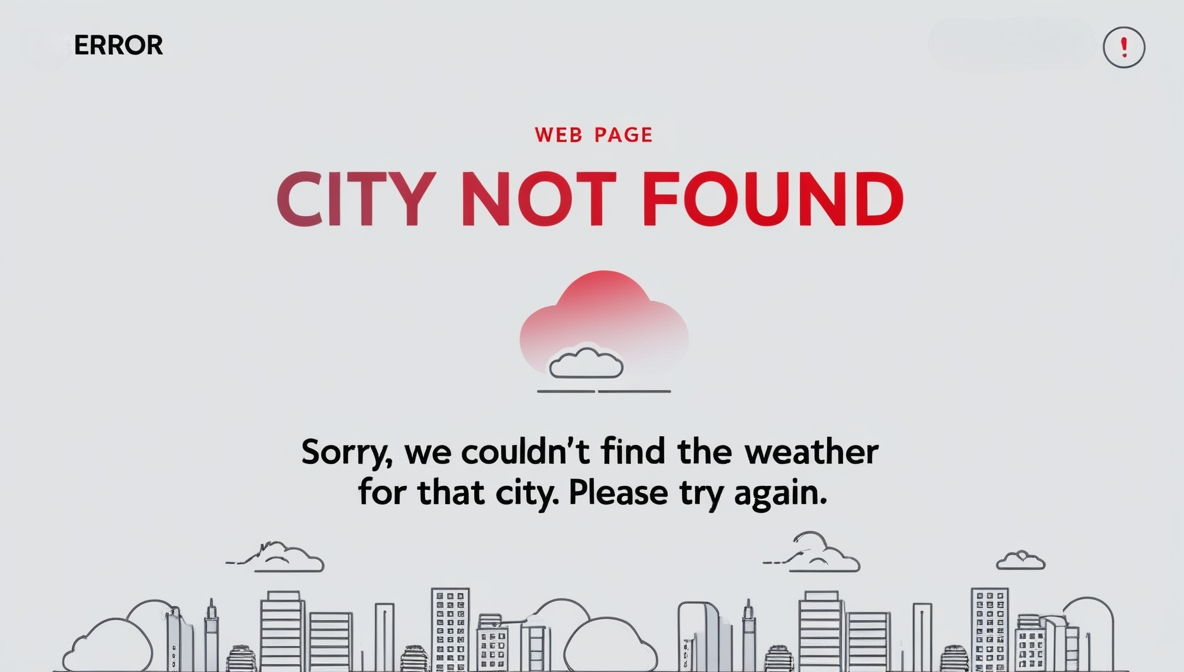 ERROR
!
WEB PAGE
CITY NOT FOUND
Sorry, we couldn't find the weather
for that city. Please try again.